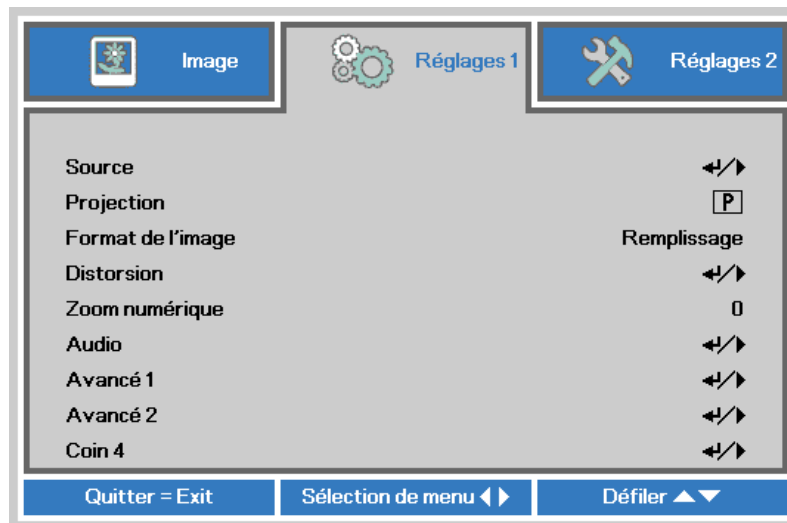 Image
Réglages 1
Réglages 2
Source
Projection P
Format de l'image Remplissage
Distorsion
Zoom numérique 0
Audio
Avancé 1
Avancé 2
Coin 4
Quitter = Exit
Sélection de menu
Défiler